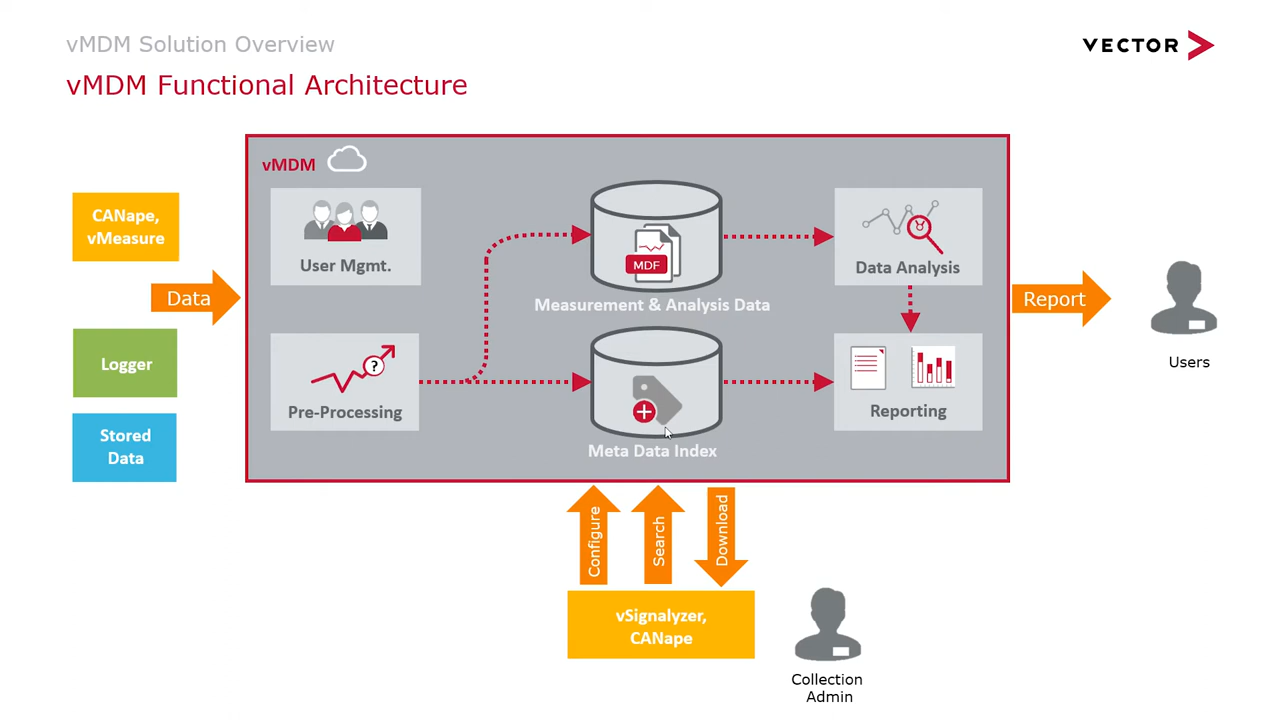 vMDM Solution Overview
VECTOR
vMDM Functional Architecture
vMDM
CANape,
vMeasure
User Mgmt.
MDF
Data Analysis
Data
Measurement & Analysis Data
Report
Logger
?
Pre-Processing
Reporting
Users
Stored
Data
Meta Data Index
Configure
Search
Download
vSignalyzer,
CANape
Collection
Admin